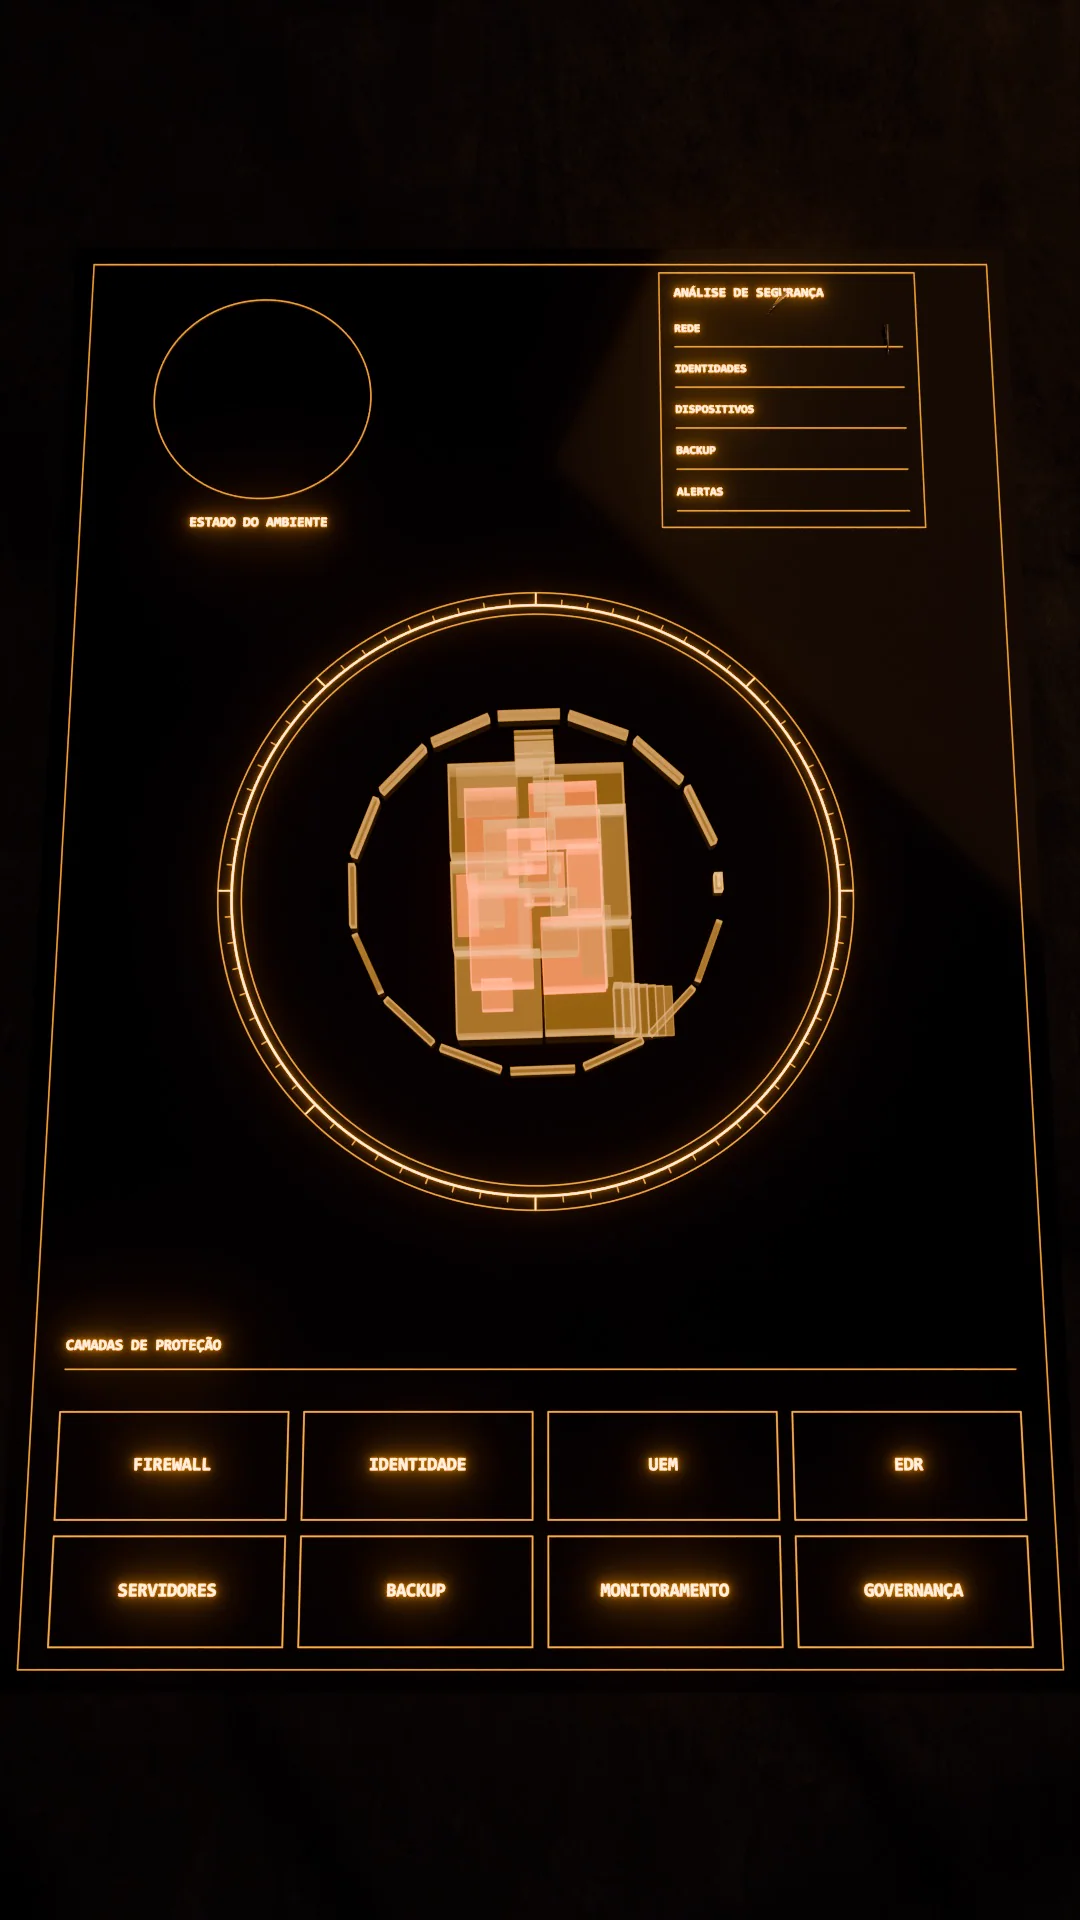 ANÁLISE DE SEGURANÇA
REDE
IDENTIDADES
DISPOSITIVOS
BACKUP
ALERTAS
ESTADO DO AMBIENTE
CAMADAS DE PROTEÇÃO
FIREWALL
IDENTIDADE
UEM
EDR
SERVIDORES
BACKUP
MONITORAMENTO
GOVERNANÇA